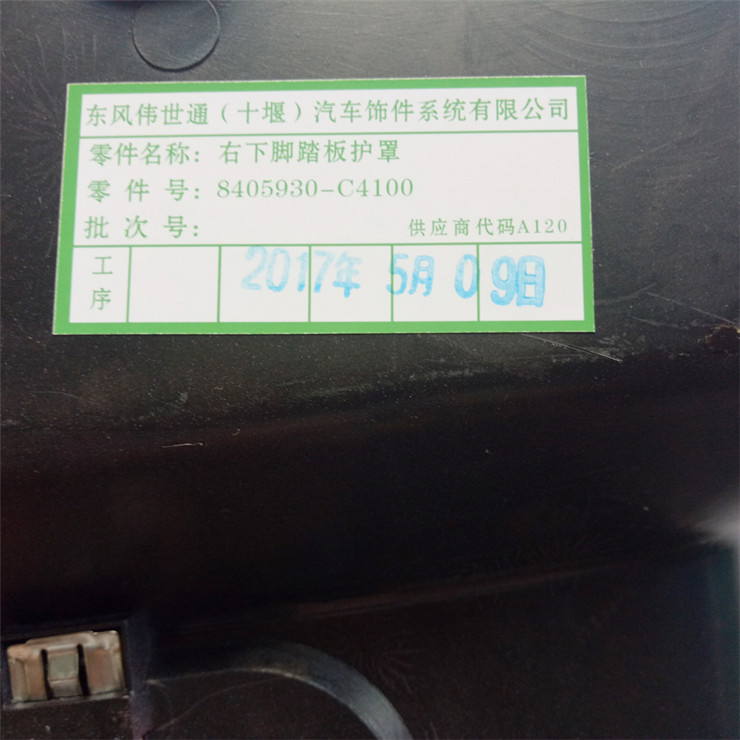 东风伟世通（十堰）汽车饰件系统有限公司
零件名称：右下脚踏板护罩
零件号：8405930-C4100
批次号： 供应商代码A120
工序 2017年 5月 09日